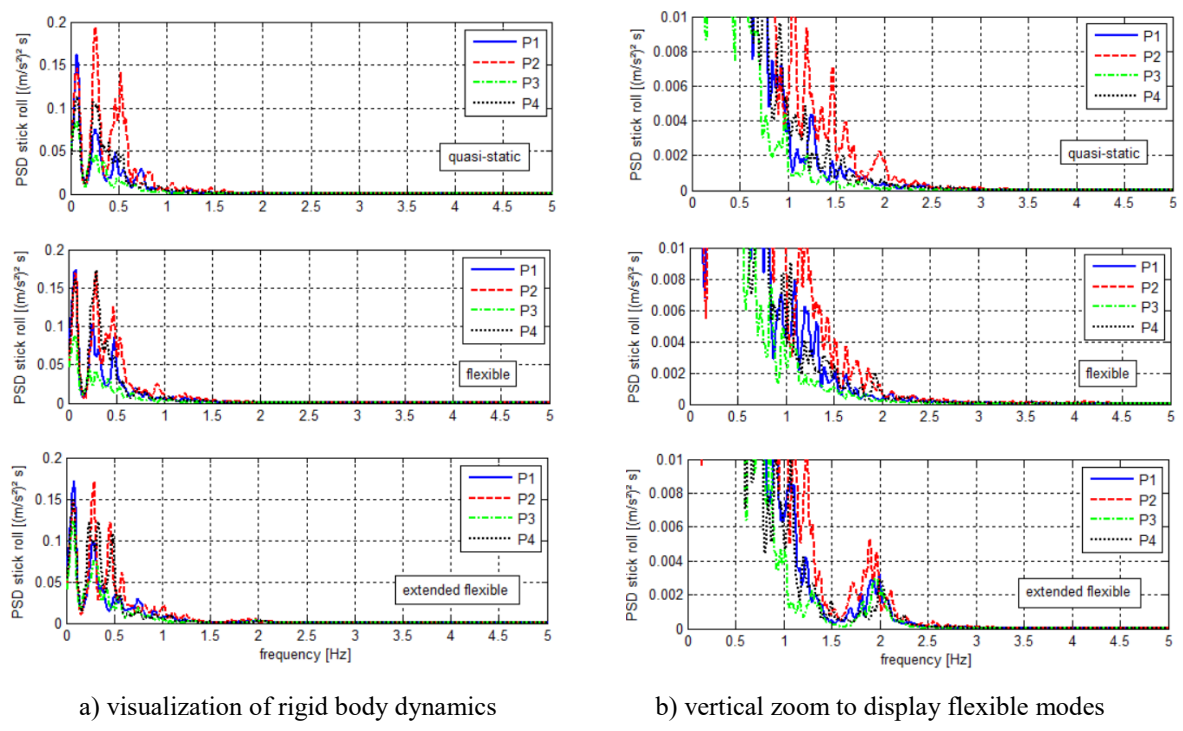 PSD stick roll [(m/s²)² s]
0.2
0.15
0.1
0.05
0
0 0.5 1 1.5 2 2.5 3 3.5 4 4.5 5
P1
P2
P3
P4
quasi-static
PSD stick roll [(m/s²)² s]
0.01
0.008
0.006
0.004
0.002
0
0 0.5 1 1.5 2 2.5 3 3.5 4 4.5 5
P1
P2
P3
P4
quasi-static
PSD stick roll [(m/s²)² s]
0.2
0.15
0.1
0.05
0
0 0.5 1 1.5 2 2.5 3 3.5 4 4.5 5
P1
P2
P3
P4
flexible
PSD stick roll [(m/s²)² s]
0.01
0.008
0.006
0.004
0.002
0
0 0.5 1 1.5 2 2.5 3 3.5 4 4.5 5
P1
P2
P3
P4
flexible
PSD stick roll [(m/s²)² s]
0.2
0.15
0.1
0.05
0
0 0.5 1 1.5 2 2.5 3 3.5 4 4.5 5
frequency [Hz]
P1
P2
P3
P4
extended flexible
PSD stick roll [(m/s²)² s]
0.01
0.008
0.006
0.004
0.002
0
0 0.5 1 1.5 2 2.5 3 3.5 4 4.5 5
frequency [Hz]
P1
P2
P3
P4
extended flexible
a) visualization of rigid body dynamics
b) vertical zoom to display flexible modes